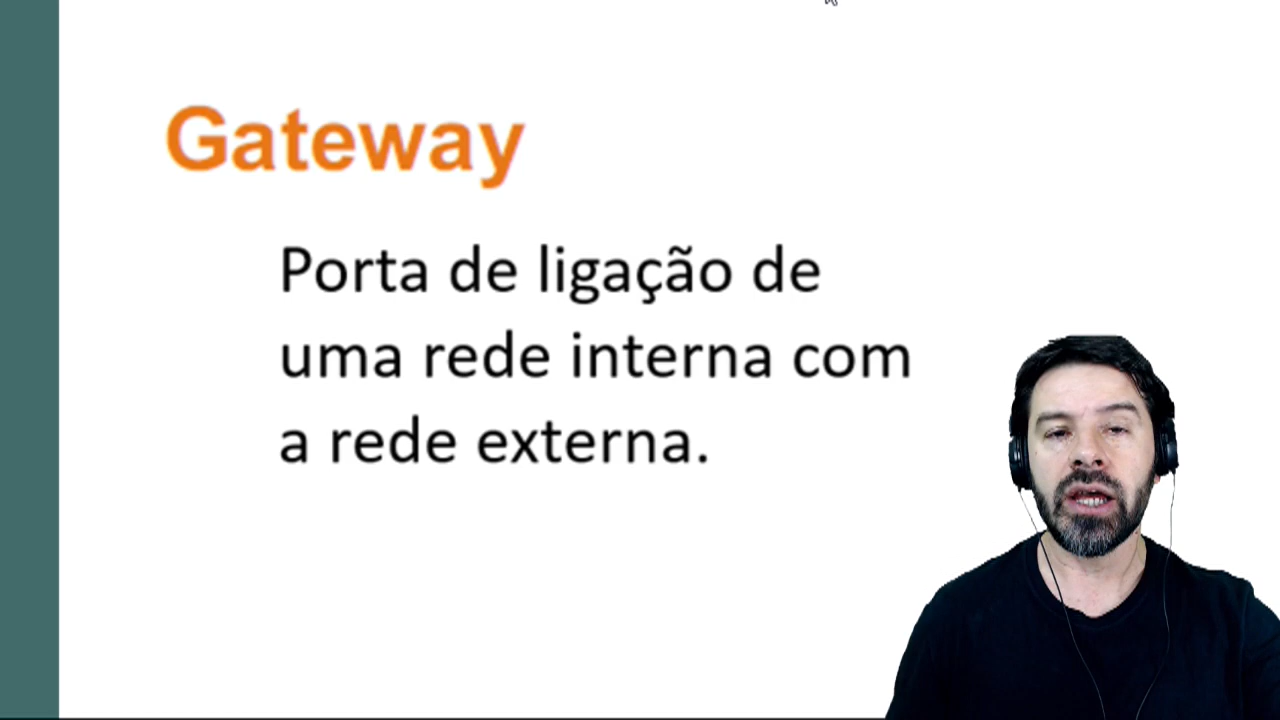 Gateway
Porta de ligação de
uma rede interna com
a rede externa.